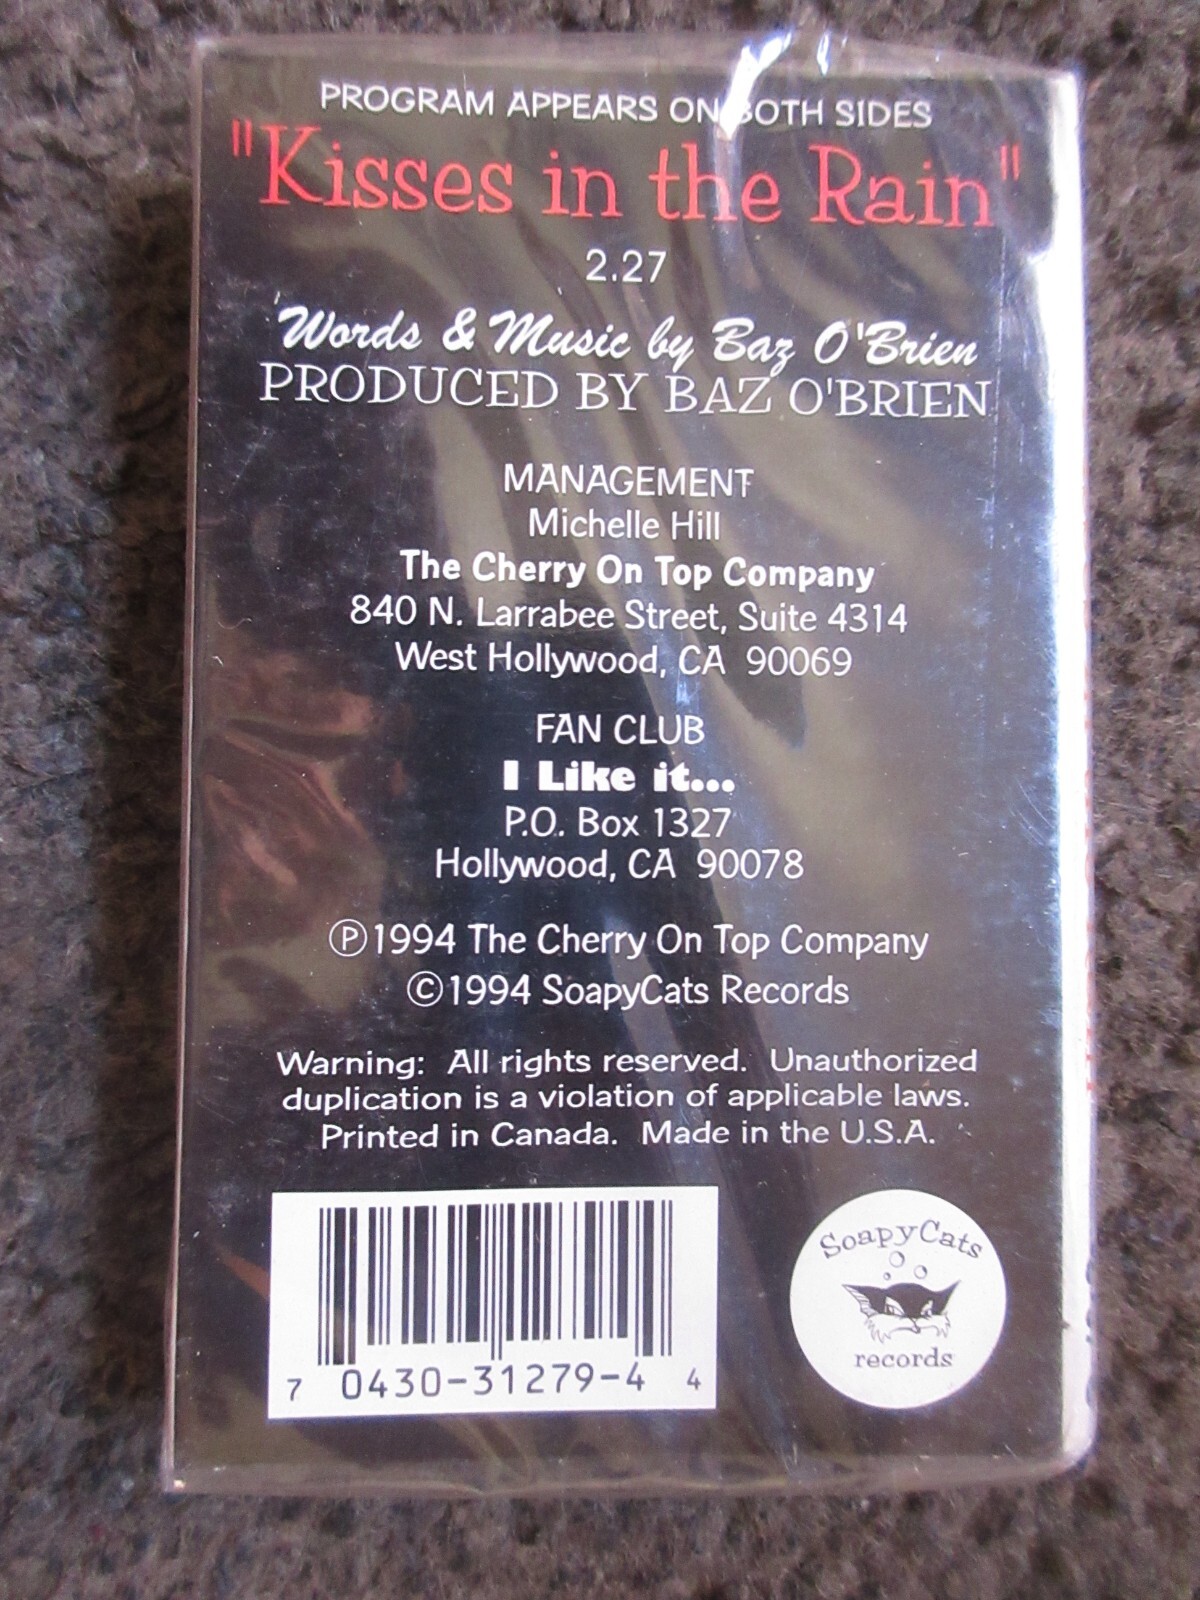 PROGRAM APPEARS ON BOTH SIDES
"Kisses in the Rain"
2.27
Words & Music by Baz O'Brien
PRODUCED BY BAZ O'BRIEN
MANAGEMENT
Michelle Hill
The Cherry On Top Company
840 N. Larrabee Street, Suite 4314
West Hollywood, CA 90069
FAN CLUB
I Like it...
P.O. Box 1327
Hollywood, CA 90078
Ⓟ1994 The Cherry On Top Company
©1994 SoapyCats Records
Warning: All rights reserved. Unauthorized
duplication is a violation of applicable laws.
Printed in Canada. Made in the U.S.A.
7 0430-31279-4 4
SoapyCats
records